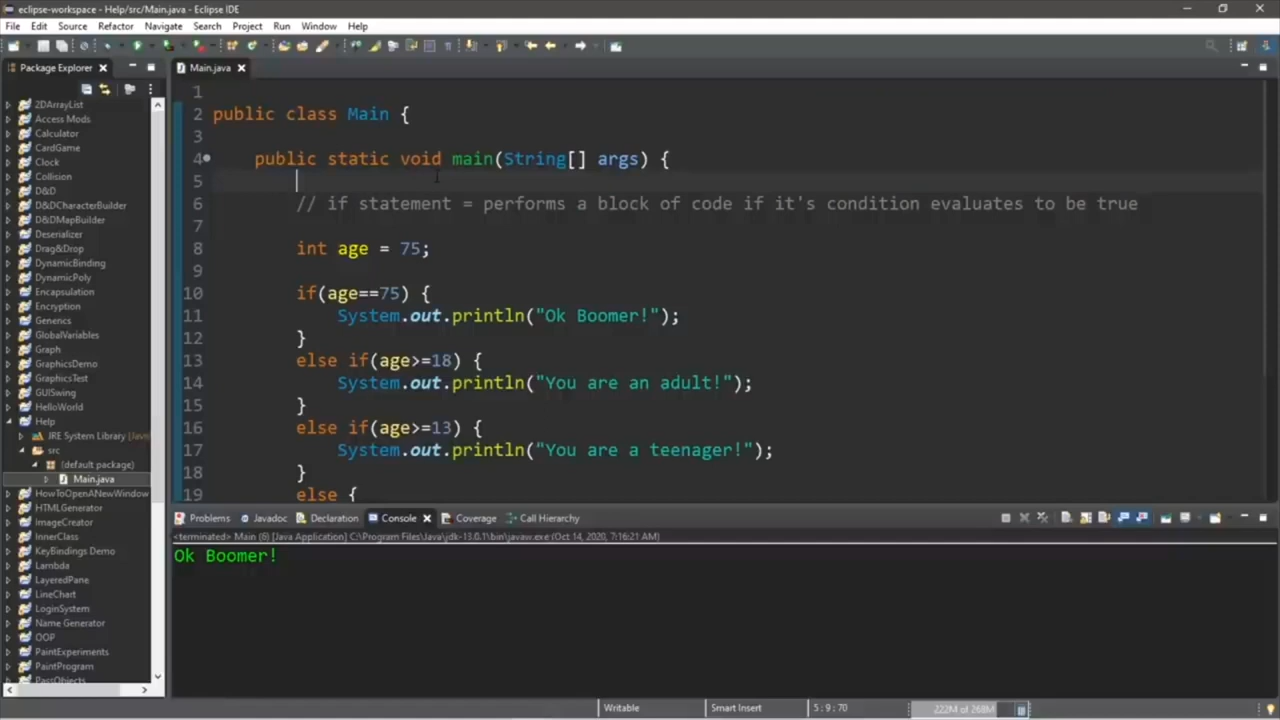 eclipse-workspace - Help/src/Main.java - Eclipse IDE
File Edit Source Refactor Navigate Search Project Run Window Help
Package Explorer
Main.java
2DArrayList
Access Mods
Calculator
CardGame
Clock
Collision
D&D
D&DCharacterBuilder
D&DMapBuilder
Deserializer
Drag&Drop
DynamicBinding
DynamicPoly
Encapsulation
Encryption
Generics
GlobalVariables
Graph
GraphicsDemo
GraphicsTest
GUISwing
HelloWorld
Help
JRE System Library [Java
src
(default package)
Main.java
HowToOpenANewWindow
HTMLGenerator
ImageCreator
InnerClass
KeyBindings Demo
Lambda
LayeredPane
LineChart
LoginSystem
Name Generator
OOP
PaintExperiments
PaintProgram
PassObjects
1
2 public class Main {
3
4 public static void main(String[] args) {
5
6 // if statement = performs a block of code if it's condition evaluates to be true
7
8 int age = 75;
9
10 if(age==75) {
11 System.out.println("Ok Boomer!");
12 }
13 else if(age>=18) {
14 System.out.println("You are an adult!");
15 }
16 else if(age>=13) {
17 System.out.println("You are a teenager!");
18 }
19 else {
Problems Javadoc Declaration Console Coverage Call Hierarchy
<terminated> Main (6) [Java Application] C:\Program Files\Java\jdk-13.0.1\bin\javaw.exe (Oct 14, 2020, 7:16:21 AM)
Ok Boomer!
Writable Smart Insert 5 : 9 : 70 222M of 268M